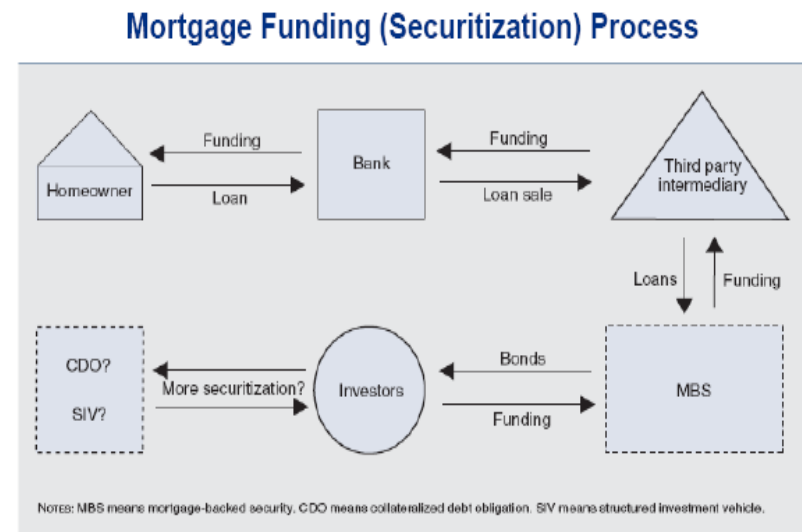 Mortgage Funding (Securitization) Process
Funding
Funding
Homeowner
Bank
Third party
intermediary
Loan
Loan sale
Loans
Funding
CDO?
SIV?
More securitization?
Investors
Bonds
Funding
MBS
NOTES: MBS means mortgage-backed security. CDO means collateralized debt obligation. SIV means structured investment vehicle.